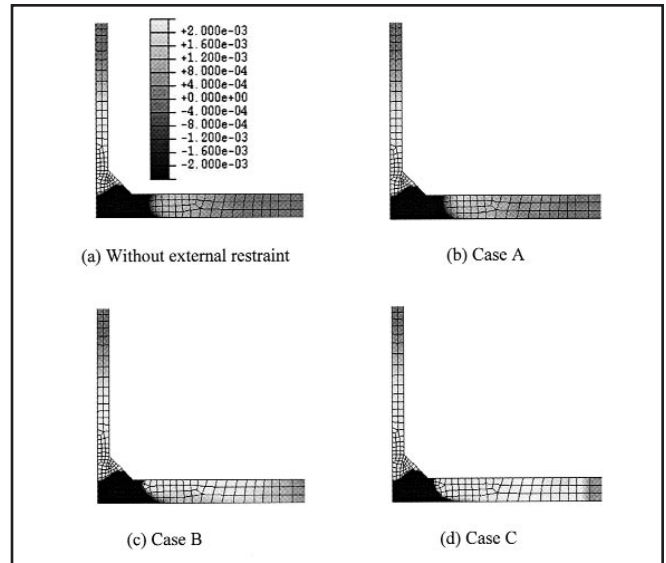 +2.000e-03
+1.600e-03
+1.200e-03
+8.000e-04
+4.000e-04
+0.000e+00
-4.000e-04
-8.000e-04
-1.200e-03
-1.600e-03
-2.000e-03
(a) Without external restraint
(b) Case A
(c) Case B
(d) Case C